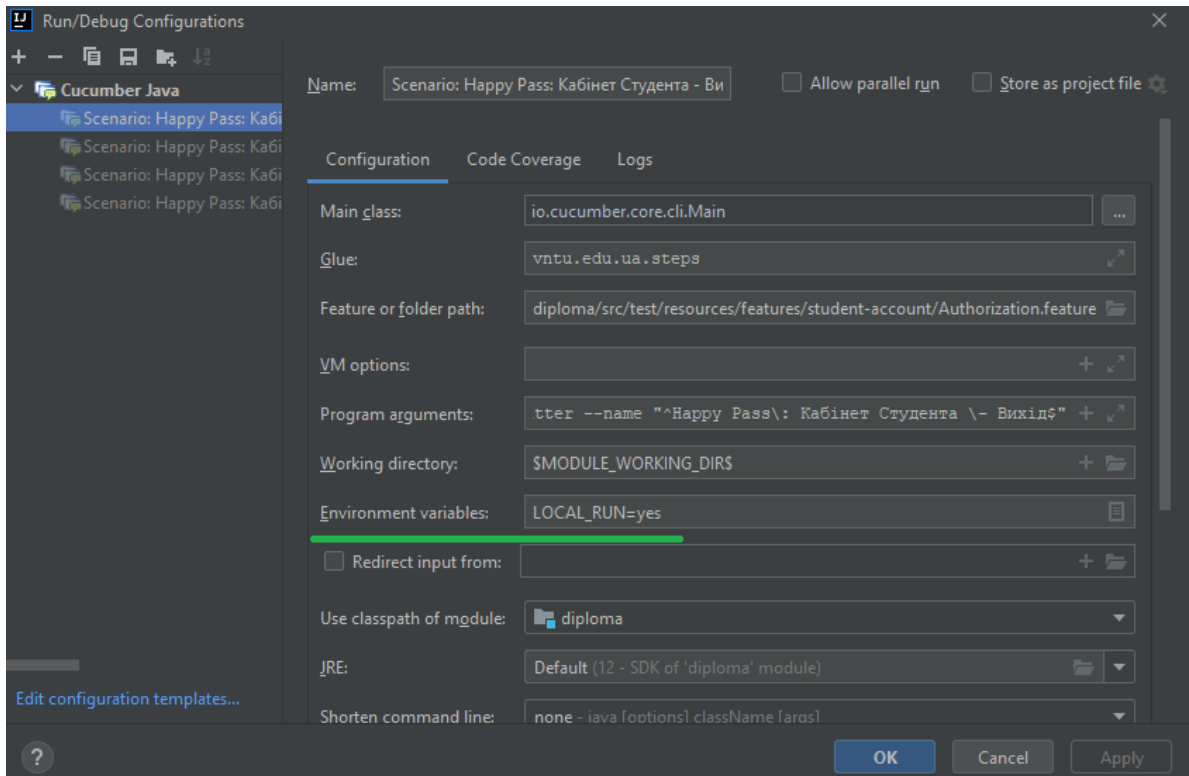 Run/Debug Configurations
Cucumber Java
Scenario: Happy Pass: Кабі
Scenario: Happy Pass: Кабі
Scenario: Happy Pass: Кабі
Scenario: Happy Pass: Кабі
Edit configuration templates...
Name: Scenario: Happy Pass: Кабінет Студента - Ви Allow parallel run Store as project file
Configuration Code Coverage Logs
Main class: io.cucumber.core.cli.Main ...
Glue: vntu.edu.ua.steps
Feature or folder path: diploma/src/test/resources/features/student-account/Authorization.feature
VM options:
Program arguments: tter --name "^Happy Pass\: Кабінет Студента \- Вихід$"
Working directory: $MODULE_WORKING_DIR$
Environment variables: LOCAL_RUN=yes
Redirect input from:
Use classpath of module: diploma
JRE: Default (12 - SDK of 'diploma' module)
Shorten command line: none - java [options] className [args]
? OK Cancel Apply